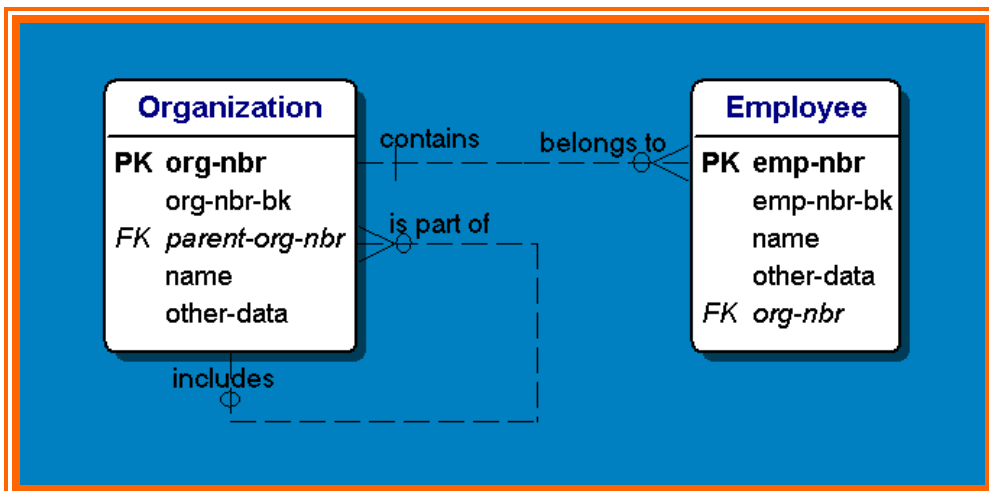 Organization
PK org-nbr
org-nbr-bk
FK parent-org-nbr
name
other-data
contains
belongs to
is part of
includes
Employee
PK emp-nbr
emp-nbr-bk
name
other-data
FK org-nbr